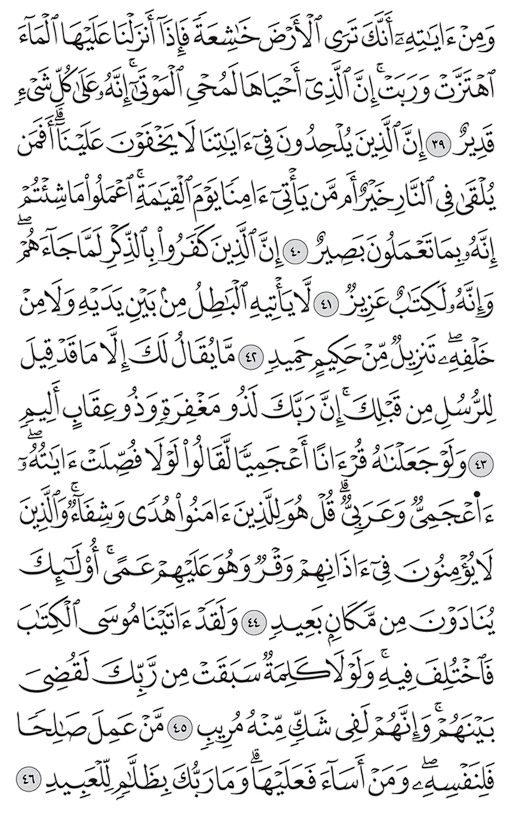 وَمِنْ ءَايَـٰتِهِۦٓ أَنَّكَ تَرَى ٱلْأَرْضَ خَـٰشِعَةً فَإِذَآ أَنزَلْنَا عَلَيْهَا ٱلْمَآءَ
ٱهْتَزَّتْ وَرَبَتْ ۚ إِنَّ ٱلَّذِىٓ أَحْيَاهَا لَمُحْىِ ٱلْمَوْتَىٰٓ ۚ إِنَّهُۥ عَلَىٰ كُلِّ شَىْءٍ
قَدِيرٌ ٣٩ إِنَّ ٱلَّذِينَ يُلْحِدُونَ فِىٓ ءَايَـٰتِنَا لَا يَخْفَوْنَ عَلَيْنَآ ۗ أَفَمَن
يُلْقَىٰ فِى ٱلنَّارِ خَيْرٌ أَم مَّن يَأْتِىٓ ءَامِنًا يَوْمَ ٱلْقِيَـٰمَةِ ۚ ٱعْمَلُوا۟ مَا شِئْتُمْ ۖ
إِنَّهُۥ بِمَا تَعْمَلُونَ بَصِيرٌ ٤٠ إِنَّ ٱلَّذِينَ كَفَرُوا۟ بِٱلذِّكْرِ لَمَّا جَآءَهُمْ ۖ
وَإِنَّهُۥ لَكِتَـٰبٌ عَزِيزٌ ٤١ لَّا يَأْتِيهِ ٱلْبَـٰطِلُ مِنۢ بَيْنِ يَدَيْهِ وَلَا مِنْ
خَلْفِهِۦ ۖ تَنزِيلٌ مِّنْ حَكِيمٍ حَمِيدٍ ٤٢ مَّا يُقَالُ لَكَ إِلَّا مَا قَدْ قِيلَ
لِلرُّسُلِ مِن قَبْلِكَ ۚ إِنَّ رَبَّكَ لَذُو مَغْفِرَةٍ وَذُو عِقَابٍ أَلِيمٍ
٤٣ وَلَوْ جَعَلْنَـٰهُ قُرْءَانًا أَعْجَمِيًّا لَّقَالُوا۟ لَوْلَا فُصِّلَتْ ءَايَـٰتُهُۥٓ ۖ
ءَا۬عْجَمِىٌّ وَعَرَبِىٌّ ۗ قُلْ هُوَ لِلَّذِينَ ءَامَنُوا۟ هُدًى وَشِفَآءٌ ۖ وَٱلَّذِينَ
لَا يُؤْمِنُونَ فِىٓ ءَاذَانِهِمْ وَقْرٌ وَهُوَ عَلَيْهِمْ عَمًى ۚ أُو۟لَـٰٓئِكَ
يُنَادَوْنَ مِن مَّكَانٍۭ بَعِيدٍ ٤٤ وَلَقَدْ ءَاتَيْنَا مُوسَى ٱلْكِتَـٰبَ
فَٱخْتُلِفَ فِيهِ ۚ وَلَوْلَا كَلِمَةٌ سَبَقَتْ مِن رَّبِّكَ لَقُضِىَ
بَيْنَهُمْ ۚ وَإِنَّهُمْ لَفِى شَكٍّ مِّنْهُ مُرِيبٍ ٤٥ مَّنْ عَمِلَ صَـٰلِحًا
فَلِنَفْسِهِۦ ۖ وَمَنْ أَسَآءَ فَعَلَيْهَا ۗ وَمَا رَبُّكَ بِظَلَّـٰمٍ لِّلْعَبِيدِ ٤٦